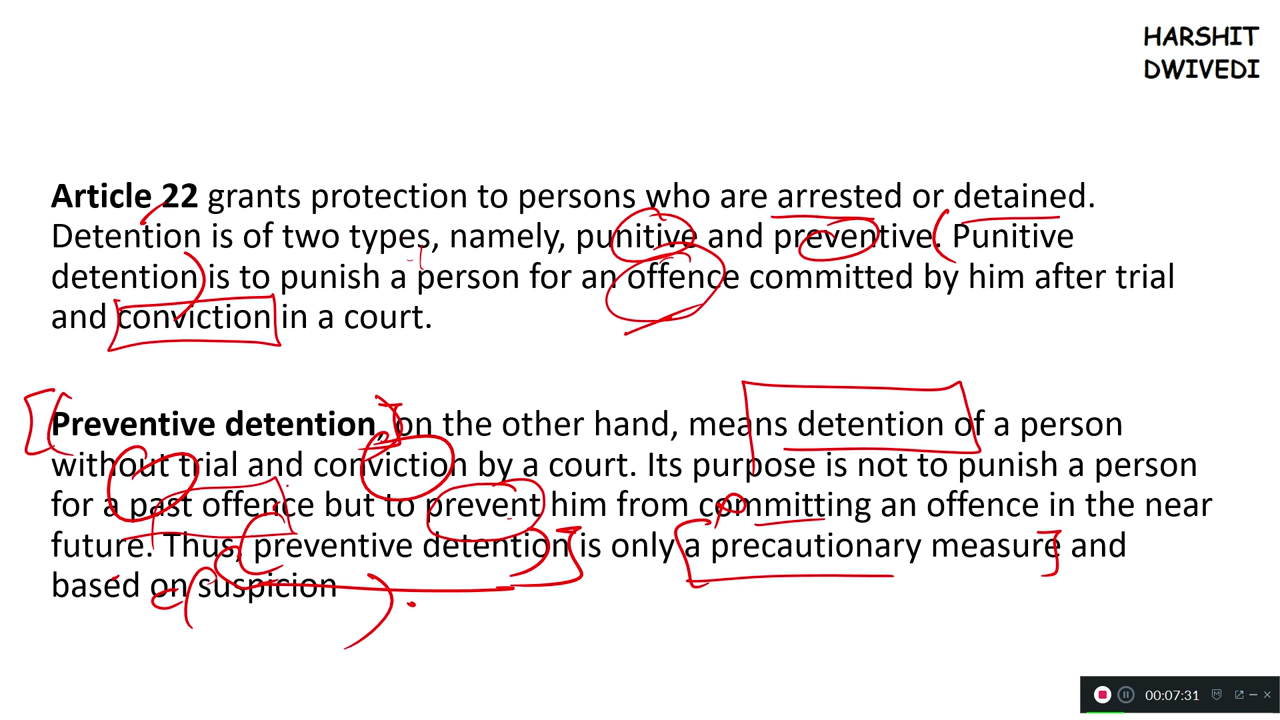 HARSHIT
DWIVEDI
Article 22 grants protection to persons who are arrested or detained.
Detention is of two types, namely, punitive and preventive. Punitive
detention is to punish a person for an offence committed by him after trial
and conviction in a court.
Preventive detention, on the other hand, means detention of a person
without trial and conviction by a court. Its purpose is not to punish a person
for a past offence but to prevent him from committing an offence in the near
future. Thus, preventive detention is only a precautionary measure and
based on suspicion
00:07:31